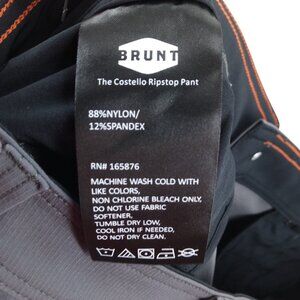 BRUNT
The Costello Ripstop Pant
88%NYLON/
12%SPANDEX
RN# 165876
MACHINE WASH COLD WITH
LIKE COLORS,
NON CHLORINE BLEACH ONLY,
DO NOT USE FABRIC
SOFTENER,
TUMBLE DRY LOW,
COOL IRON IF NEEDED,
DO NOT DRY CLEAN.